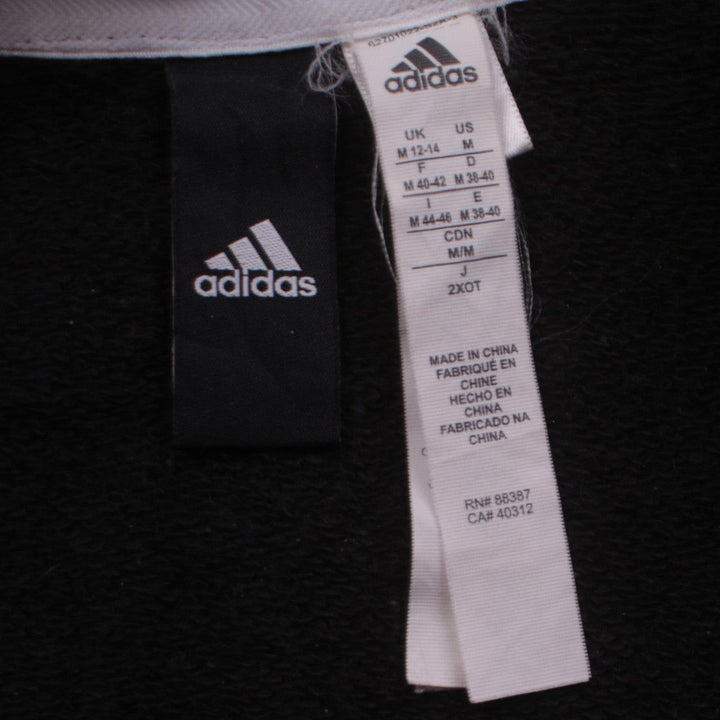 adidas
adidas
UK US
M 12-14 M
F D
M 40-42 M 38-40
I E
M 44-46 M 38-40
CDN
M/M
J
2XOT
MADE IN CHINA
FABRIQUÉ EN
CHINE
HECHO EN
CHINA
FABRICADO NA
CHINA
RN# 88387
CA# 40312